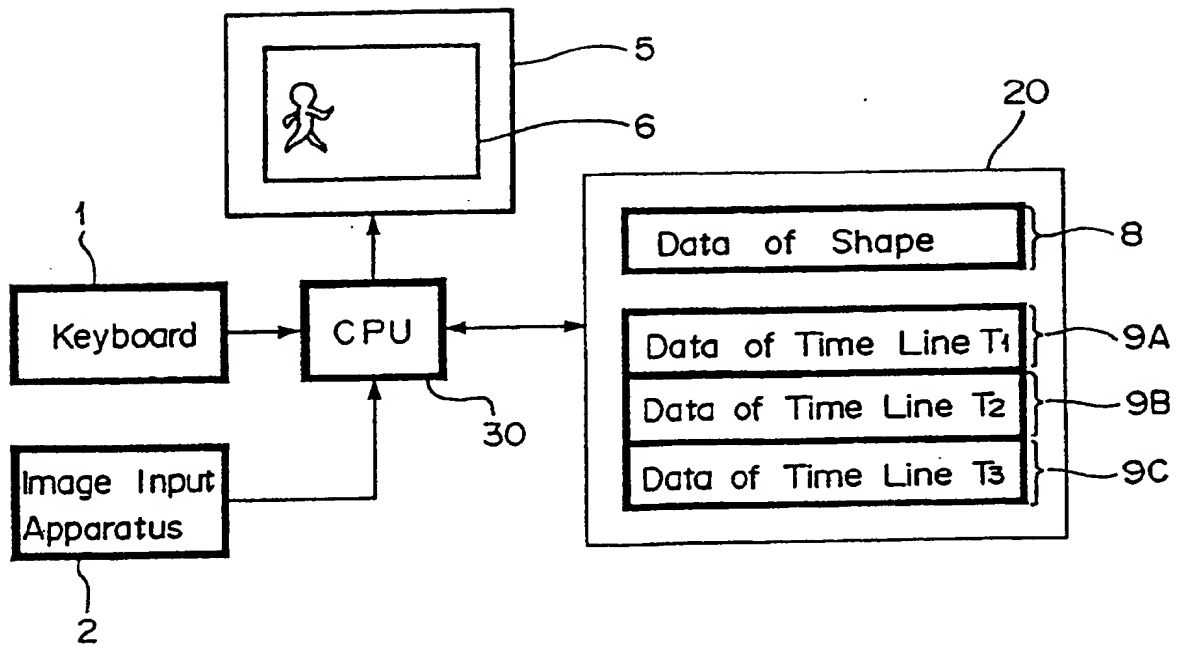 5
6
20
1
Data of Shape
8
Keyboard
CPU
Data of Time Line T1
9A
Data of Time Line T2
9B
30
Image Input
Apparatus
Data of Time Line T3
9C
2